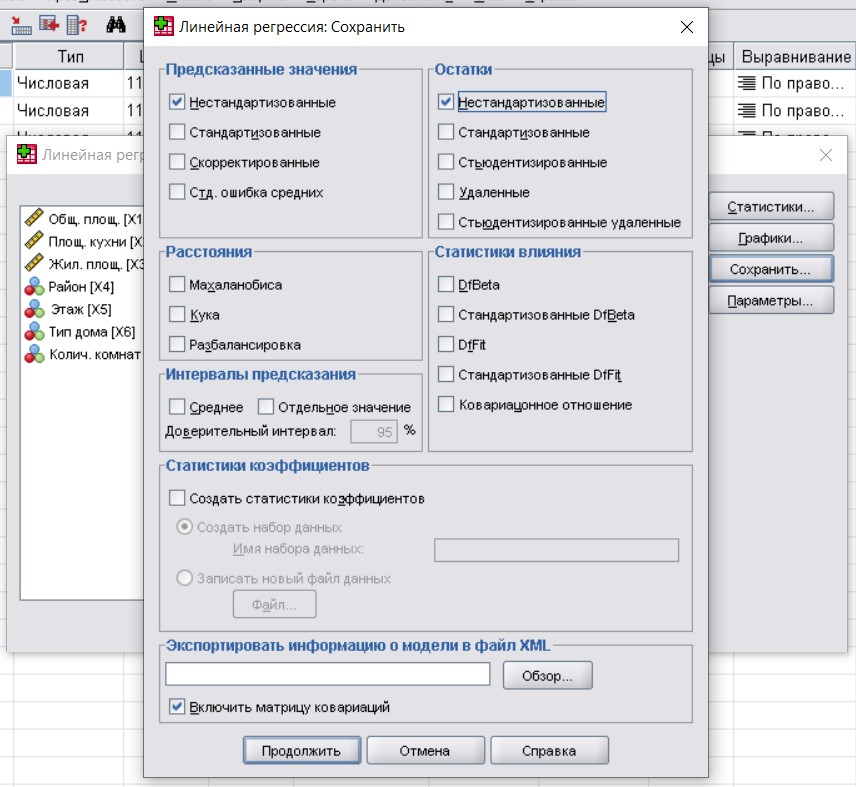 Линейная регрессия: Сохранить
Тип
Выравнивание
Числовая
11
По право...
Числовая
11
По право...
Линейная регр
Общ. площ. [X1
Площ. кухни [X
Жил. площ. [X3
Район [X4]
Этаж [X5]
Тип дома [X6]
Колич. комнат
Статистики...
Графики...
Сохранить...
Параметры...
Предсказанные значения
Нестандартизованные
Стандартизованные
Скорректированные
Стд. ошибка средних
Остатки
Нестандартизованные
Стандартизованные
Стьюдентизированные
Удаленные
Стьюдентизированные удаленные
Расстояния
Махаланобиса
Кука
Разбалансировка
Статистики влияния
DfBeta
Стандартизованные DfBeta
DfFit
Стандартизованные DfFit
Ковариационное отношение
Интервалы предсказания
Среднее Отдельное значение
Доверительный интервал: 95 %
Статистики коэффициентов
Создать статистики коэффициентов
Создать набор данных
Имя набора данных:
Записать новый файл данных
Файл...
Экспортировать информацию о модели в файл XML
Обзор...
Включить матрицу ковариаций
Продолжить Отмена Справка